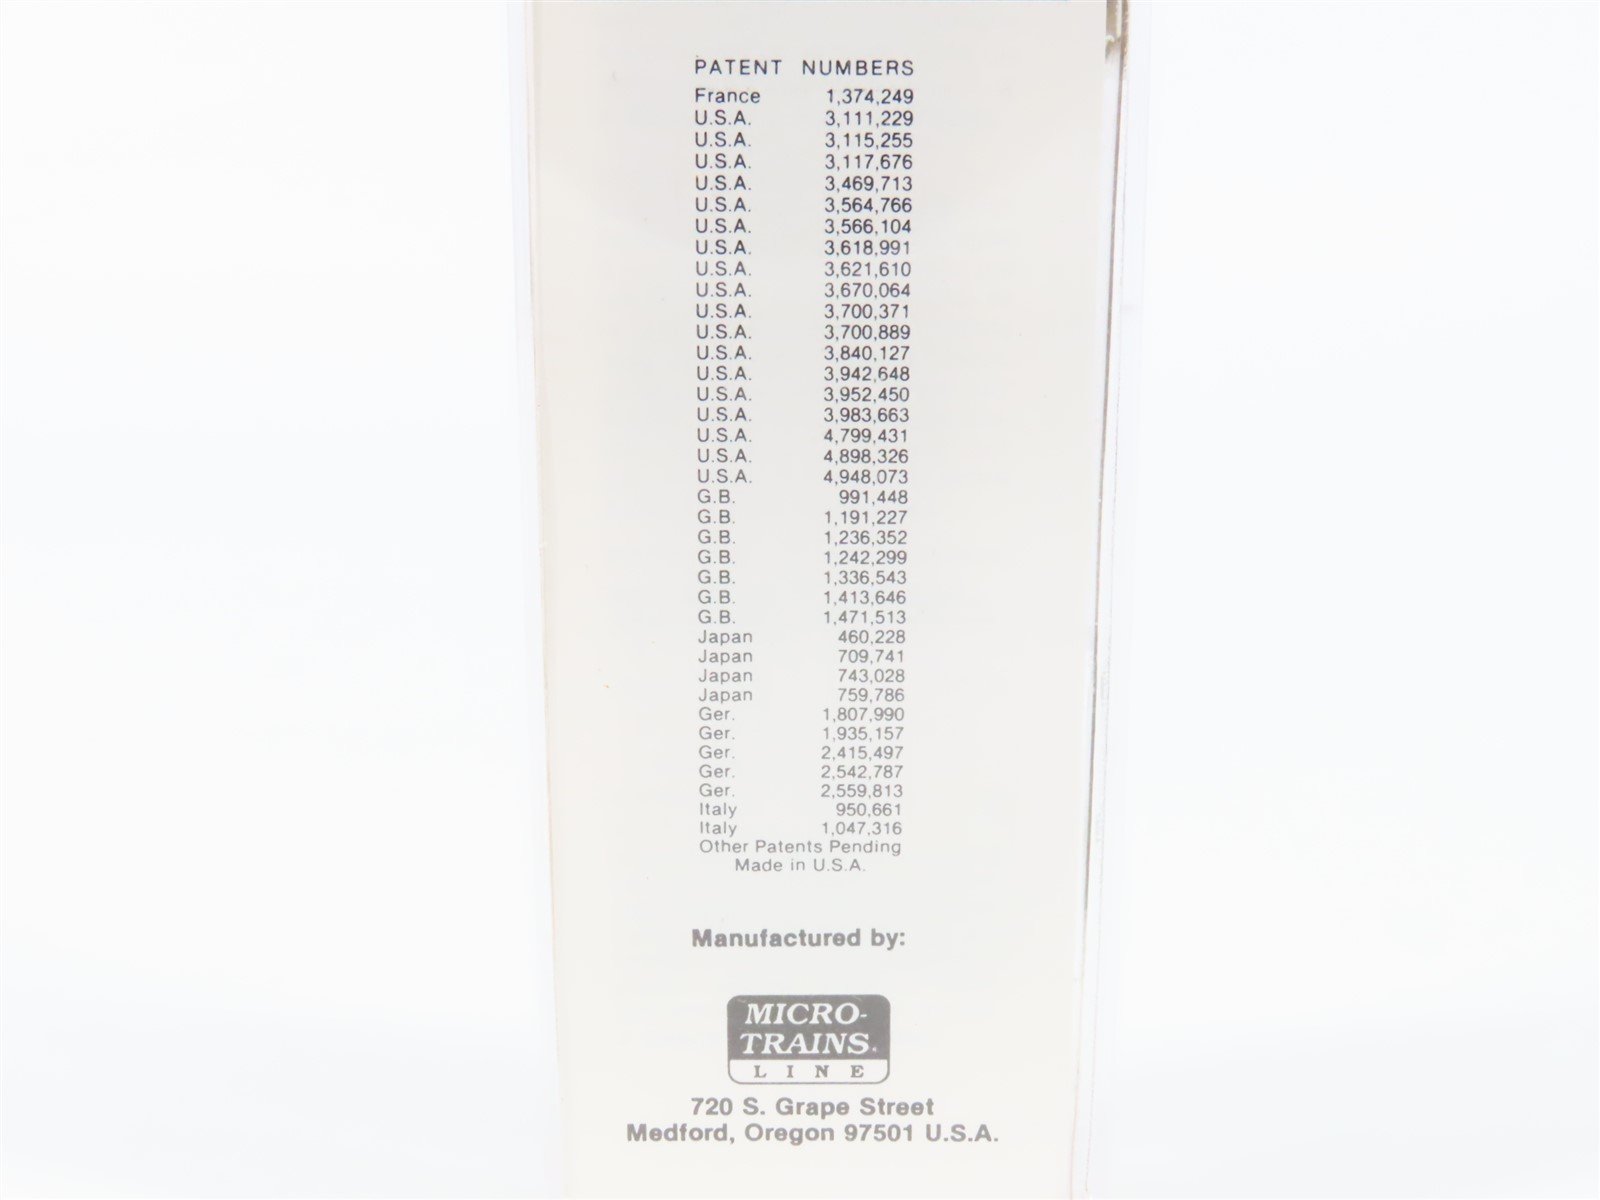 PATENT NUMBERS
France 1,374,249
U.S.A. 3,111,229
U.S.A. 3,115,255
U.S.A. 3,117,676
U.S.A. 3,469,713
U.S.A. 3,564,766
U.S.A. 3,566,104
U.S.A. 3,618,991
U.S.A. 3,621,610
U.S.A. 3,670,064
U.S.A. 3,700,371
U.S.A. 3,700,889
U.S.A. 3,840,127
U.S.A. 3,942,648
U.S.A. 3,952,450
U.S.A. 3,983,663
U.S.A. 4,799,431
U.S.A. 4,898,326
U.S.A. 4,948,073
G.B. 991,448
G.B. 1,191,227
G.B. 1,236,352
G.B. 1,242,299
G.B. 1,336,543
G.B. 1,413,646
G.B. 1,471,513
Japan 460,228
Japan 709,741
Japan 743,028
Japan 759,786
Ger. 1,807,990
Ger. 1,935,157
Ger. 2,415,497
Ger. 2,542,787
Ger. 2,559,813
Italy 950,661
Italy 1,047,316
Other Patents Pending
Made in U.S.A.
Manufactured by:
MICRO-
TRAINS®
LINE
720 S. Grape Street
Medford, Oregon 97501 U.S.A.